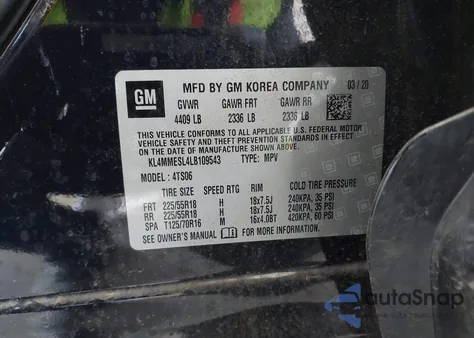 GM
MFD BY GM KOREA COMPANY 03/20
GVWR GAWR FRT GAWR RR
4409 LB 2336 LB 2336 LB
THIS VEHICLE CONFORMS TO ALL APPLICABLE U.S. FEDERAL MOTOR
VEHICLE SAFETY AND THEFT PREVENTION STANDARDS IN EFFECT
ON THE DATE OF MANUFACTURE SHOWN ABOVE.
KL4MMESL4LB109543 TYPE: MPV
MODEL: 4TS06
TIRE SIZE SPEED RTG RIM COLD TIRE PRESSURE
FRT 225/55R18 H 18x7.5J 240KPA, 35 PSI
RR 225/55R18 H 18x7.5J 240KPA, 35 PSI
SPA T125/70R16 M 16x4.0BT 420KPA, 60 PSI
SEE OWNER'S MANUAL FOR MORE INFORMATION.
autaSnap